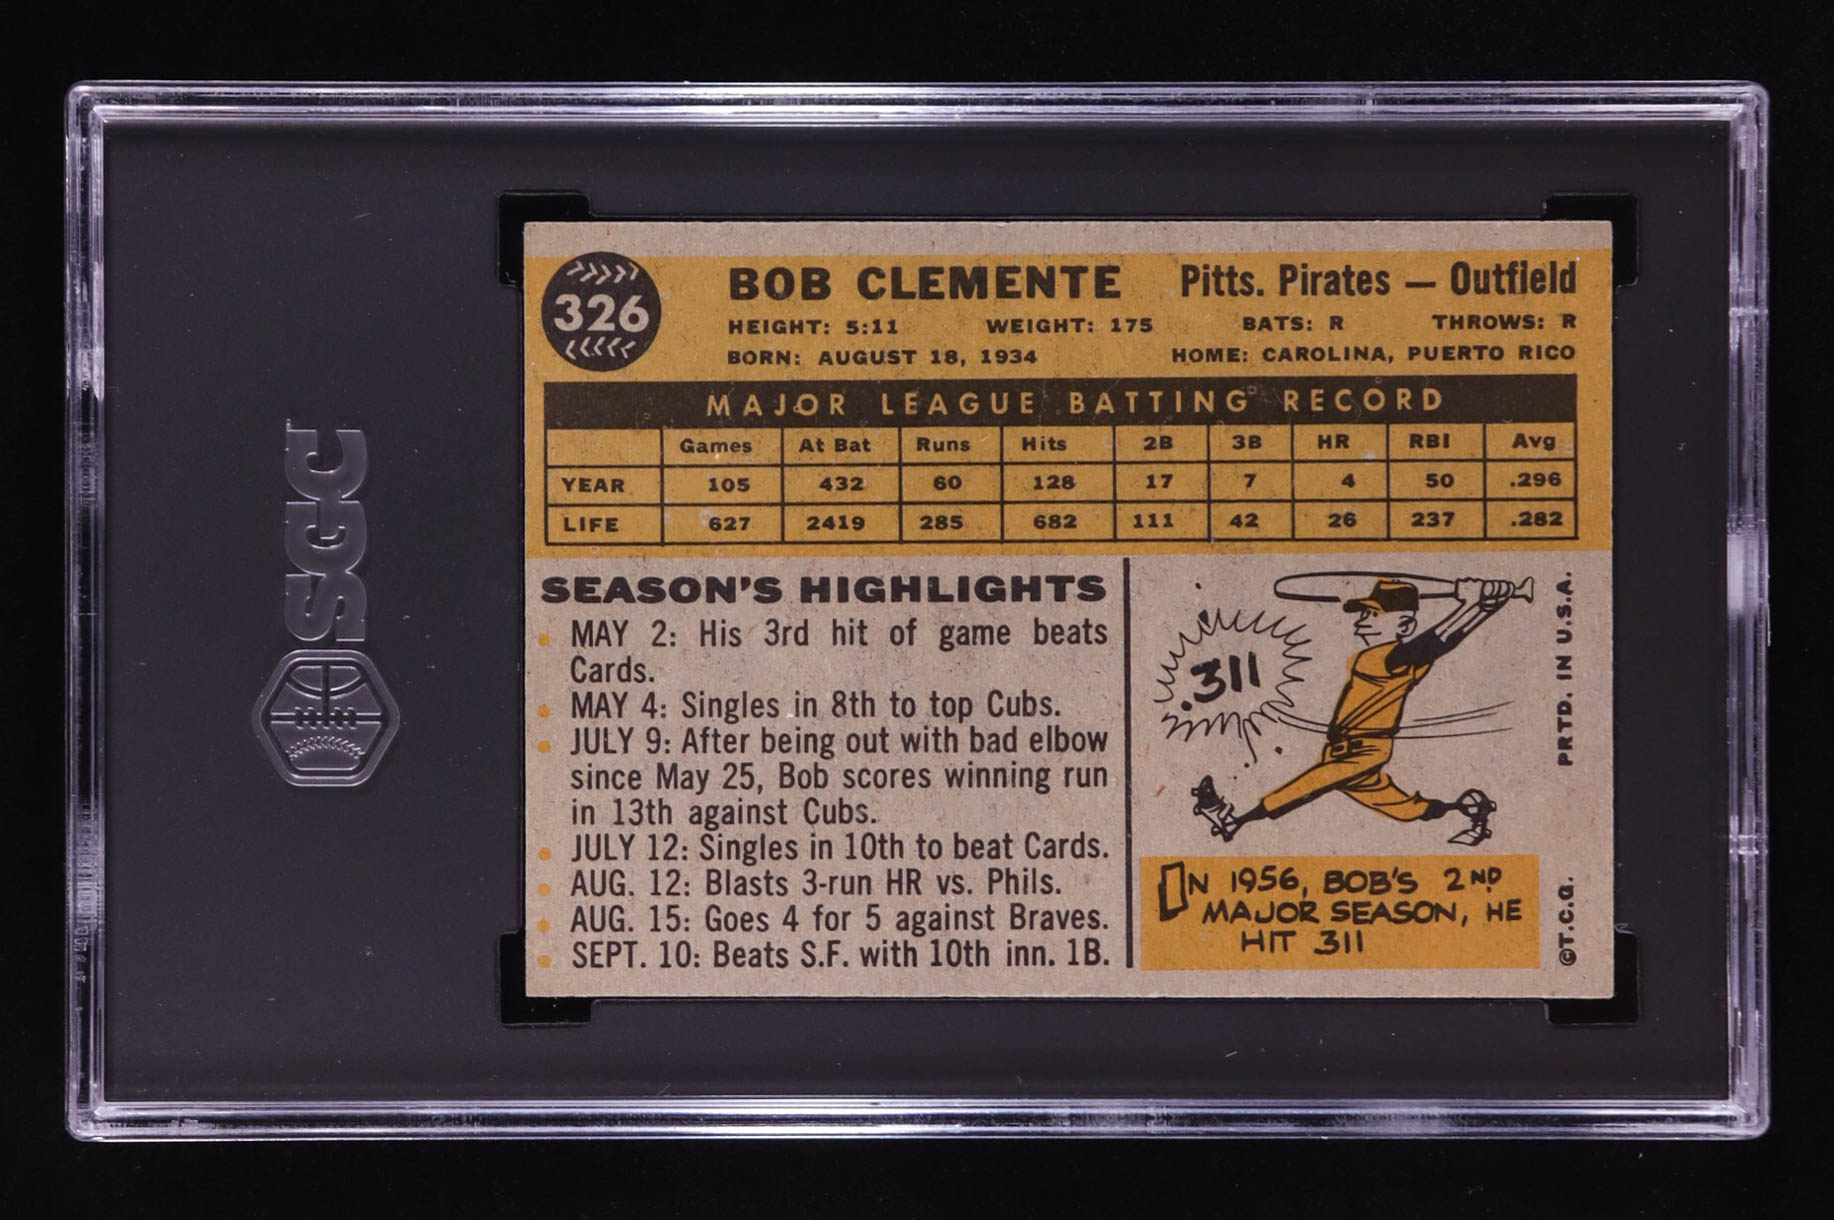 SGC
326
BOB CLEMENTE Pitts. Pirates — Outfield
HEIGHT: 5:11 WEIGHT: 175 BATS: R THROWS: R
BORN: AUGUST 18, 1934 HOME: CAROLINA, PUERTO RICO
MAJOR LEAGUE BATTING RECORD
Games At Bat Runs Hits 2B 3B HR RBI Avg
YEAR 105 432 60 128 17 7 4 50 .296
LIFE 627 2419 285 682 111 42 26 237 .282
SEASON'S HIGHLIGHTS
MAY 2: His 3rd hit of game beats
Cards.
MAY 4: Singles in 8th to top Cubs.
JULY 9: After being out with bad elbow
since May 25, Bob scores winning run
in 13th against Cubs.
JULY 12: Singles in 10th to beat Cards.
AUG. 12: Blasts 3-run HR vs. Phils.
AUG. 15: Goes 4 for 5 against Braves.
SEPT. 10: Beats S.F. with 10th inn. 1B.
.311
IN 1956, BOB'S 2ND
MAJOR SEASON, HE
HIT 311
©T.C.G. PRTD. IN U.S.A.